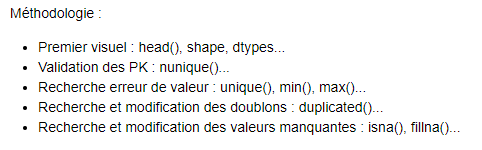 Méthodologie :
Premier visuel : head(), shape, dtypes...
Validation des PK : nunique()...
Recherche erreur de valeur : unique(), min(), max()...
Recherche et modification des doublons : duplicated()...
Recherche et modification des valeurs manquantes : isna(), fillna()...